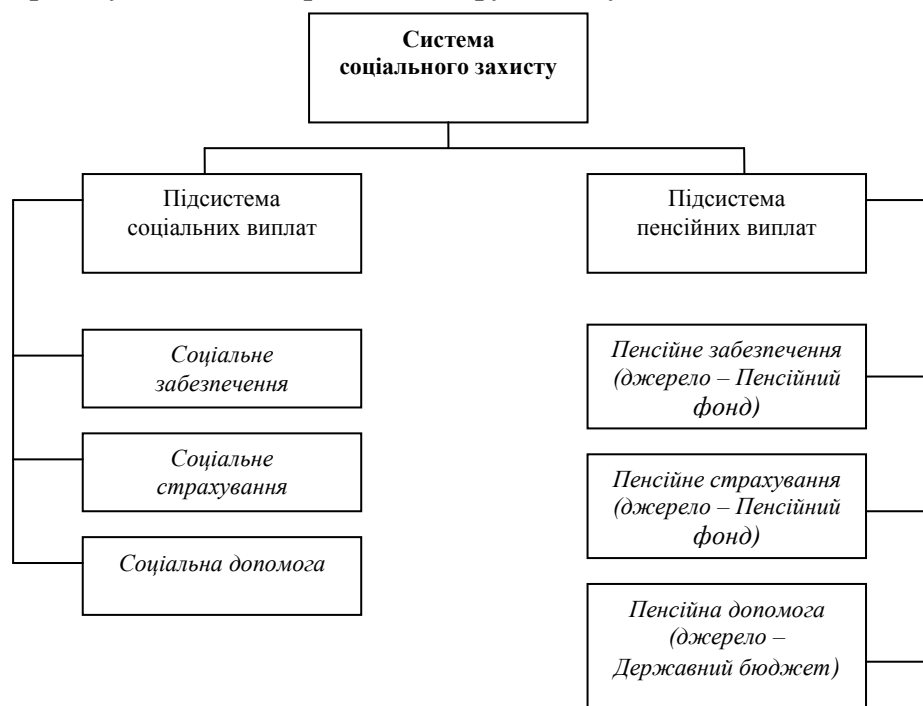 Система
соціального захисту
Підсистема
соціальних виплат
Підсистема
пенсійних виплат
Соціальне
забезпечення
Соціальне
страхування
Соціальна допомога
Пенсійне забезпечення
(джерело – Пенсійний
фонд)
Пенсійне страхування
(джерело – Пенсійний
фонд)
Пенсійна допомога
(джерело –
Державний бюджет)